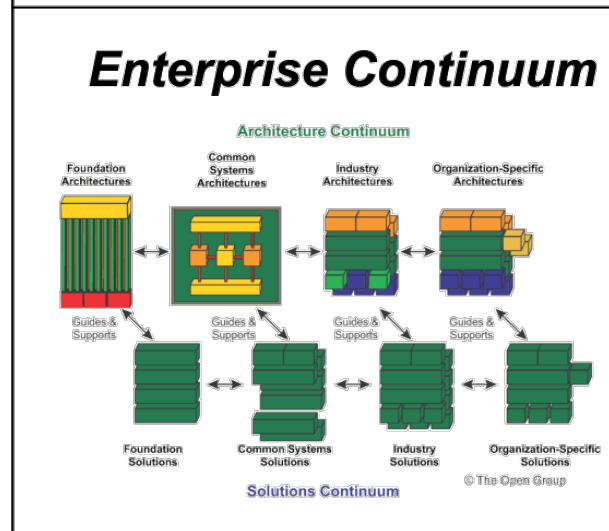 Enterprise Continuum
Architecture Continuum
Foundation
Architectures
Common
Systems
Architectures
Industry
Architectures
Organization-Specific
Architectures
Guides &
Supports
Guides &
Supports
Guides &
Supports
Guides &
Supports
Foundation
Solutions
Common Systems
Solutions
Industry
Solutions
Organization-Specific
Solutions
© The Open Group
Solutions Continuum